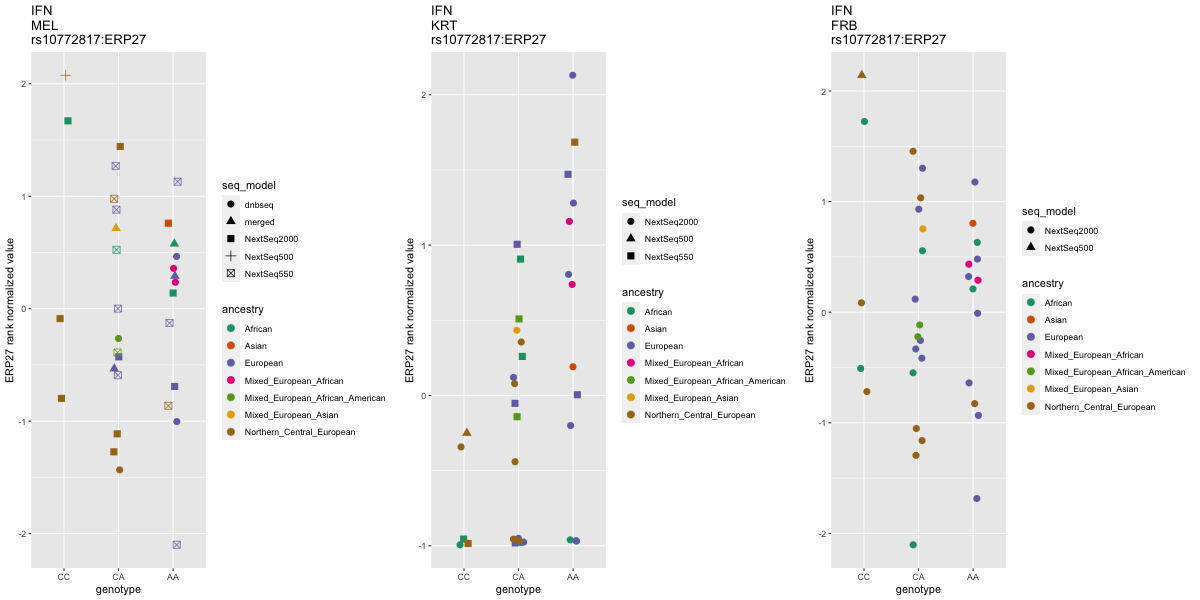 IFN
MEL
rs10772817:ERP27
ERP27 rank normalized value
2
1
0
-1
-2
CC
CA
AA
genotype
seq_model
dnbseq
merged
NextSeq2000
NextSeq500
NextSeq550
ancestry
African
Asian
European
Mixed_European_African
Mixed_European_African_American
Mixed_European_Asian
Northern_Central_European
IFN
KRT
rs10772817:ERP27
ERP27 rank normalized value
2
1
0
-1
CC
CA
AA
genotype
seq_model
NextSeq2000
NextSeq500
NextSeq550
ancestry
African
Asian
European
Mixed_European_African
Mixed_European_African_American
Mixed_European_Asian
Northern_Central_European
IFN
FRB
rs10772817:ERP27
ERP27 rank normalized value
2
1
0
-1
-2
CC
CA
AA
genotype
seq_model
NextSeq2000
NextSeq500
ancestry
African
Asian
European
Mixed_European_African
Mixed_European_African_American
Mixed_European_Asian
Northern_Central_European